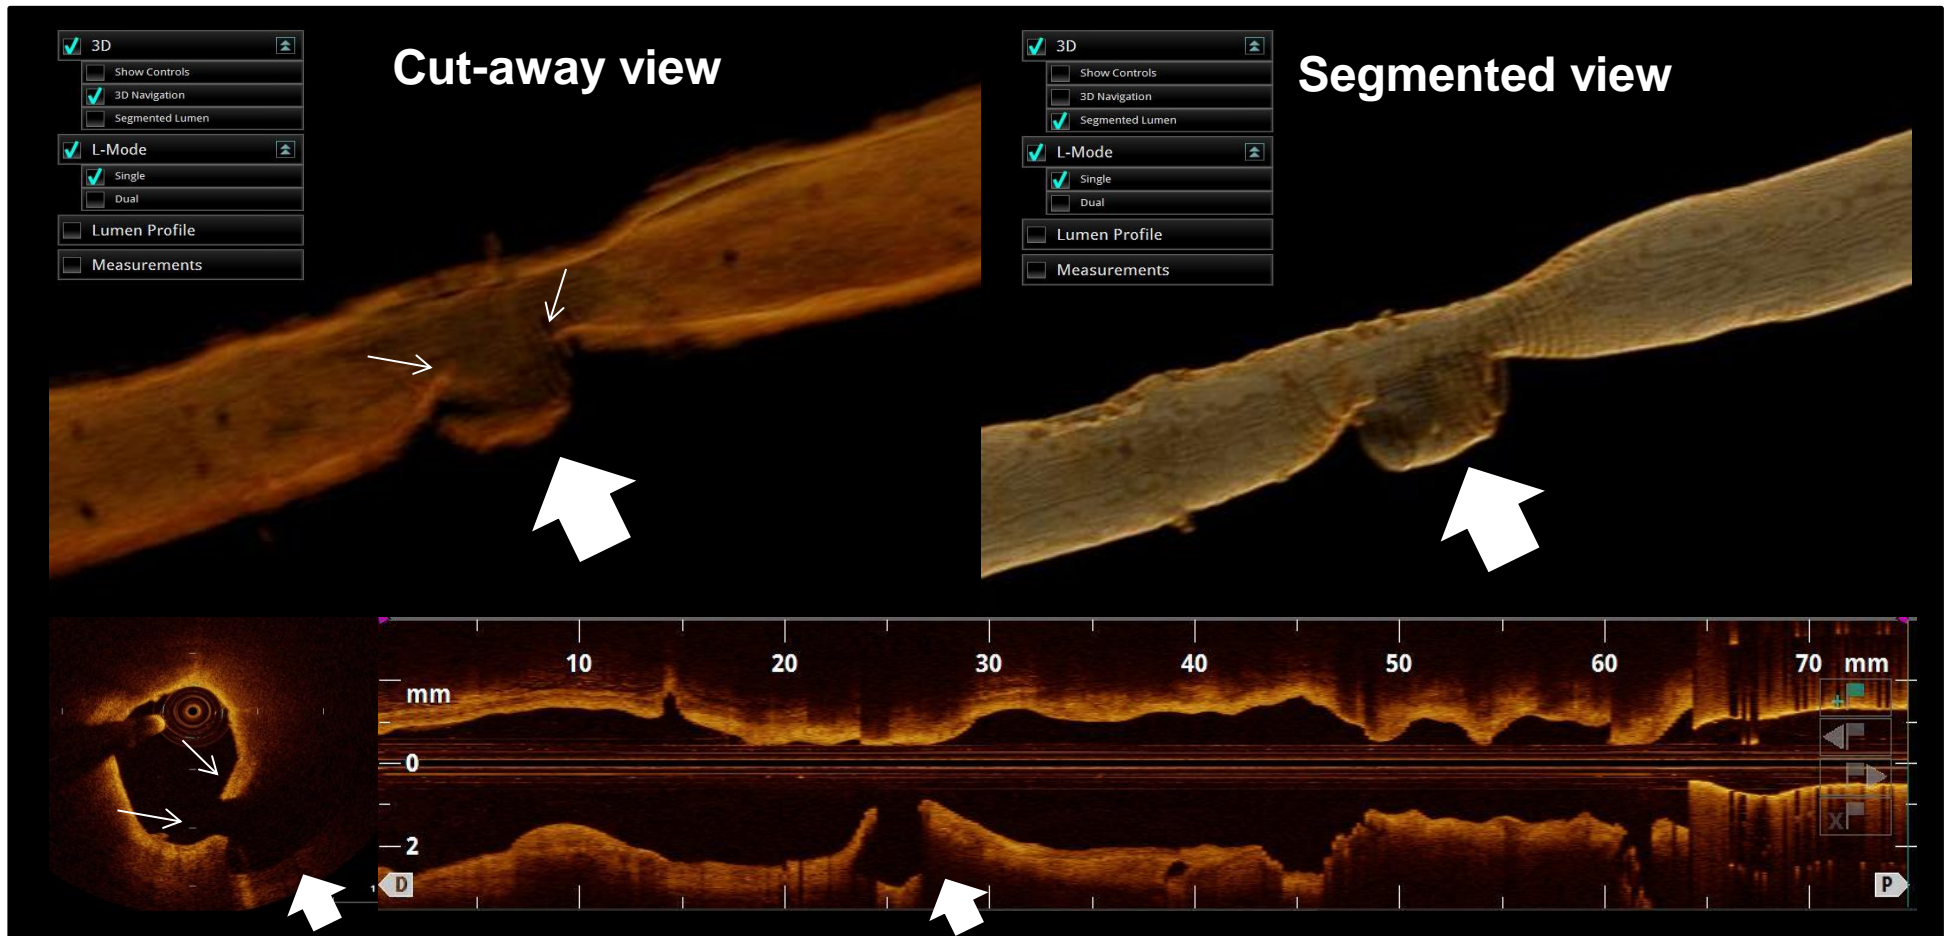 Cut-away view
3D
Show Controls
3D Navigation
Segmented Lumen
L-Mode
Single
Dual
Lumen Profile
Measurements
Segmented view
3D
Show Controls
3D Navigation
Segmented Lumen
L-Mode
Single
Dual
Lumen Profile
Measurements
10 20 30 40 50 60 70 mm
mm
0
2
1
D
P
+
X